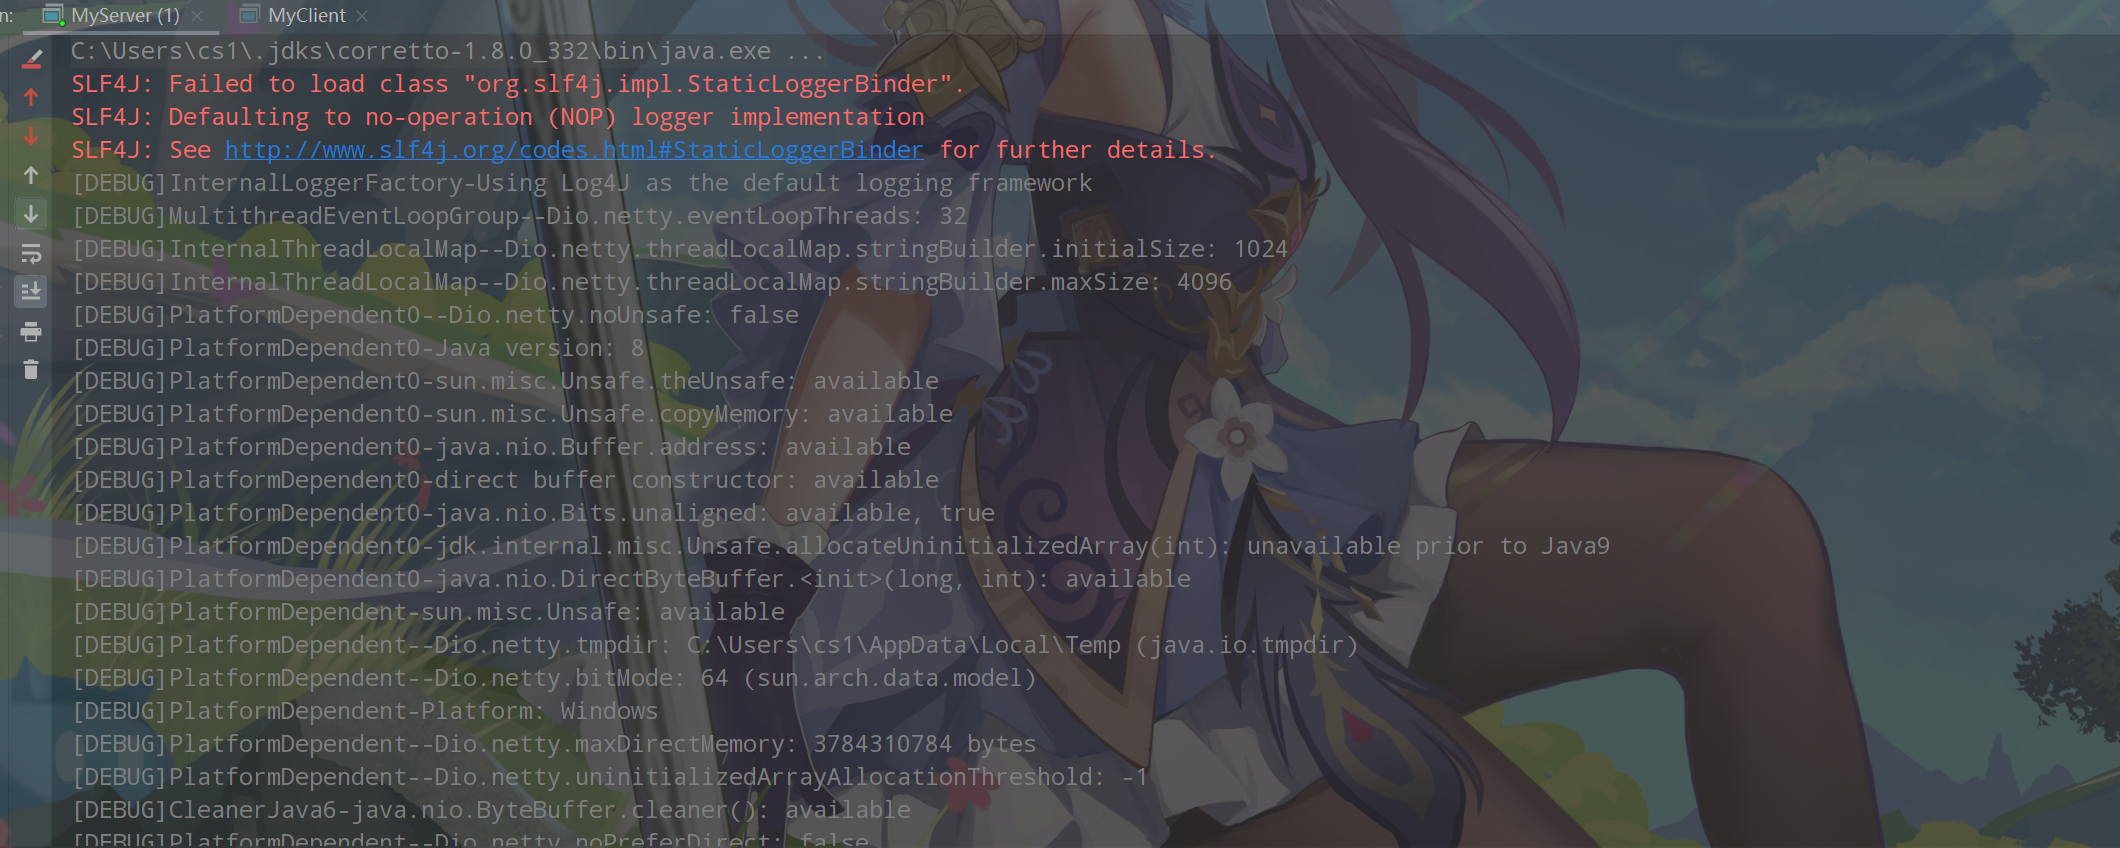 n: MyServer (1) MyClient
C:\Users\cs1\.jdks\corretto-1.8.0_332\bin\java.exe ...
SLF4J: Failed to load class "org.slf4j.impl.StaticLoggerBinder".
SLF4J: Defaulting to no-operation (NOP) logger implementation
SLF4J: See http://www.slf4j.org/codes.html#StaticLoggerBinder for further details.
[DEBUG]InternalLoggerFactory-Using Log4J as the default logging framework
[DEBUG]MultithreadEventLoopGroup--Dio.netty.eventLoopThreads: 32
[DEBUG]InternalThreadLocalMap--Dio.netty.threadLocalMap.stringBuilder.initialSize: 1024
[DEBUG]InternalThreadLocalMap--Dio.netty.threadLocalMap.stringBuilder.maxSize: 4096
[DEBUG]PlatformDependent0--Dio.netty.noUnsafe: false
[DEBUG]PlatformDependent0-Java version: 8
[DEBUG]PlatformDependent0-sun.misc.Unsafe.theUnsafe: available
[DEBUG]PlatformDependent0-sun.misc.Unsafe.copyMemory: available
[DEBUG]PlatformDependent0-java.nio.Buffer.address: available
[DEBUG]PlatformDependent0-direct buffer constructor: available
[DEBUG]PlatformDependent0-java.nio.Bits.unaligned: available, true
[DEBUG]PlatformDependent0-jdk.internal.misc.Unsafe.allocateUninitializedArray(int): unavailable prior to Java9
[DEBUG]PlatformDependent0-java.nio.DirectByteBuffer.<init>(long, int): available
[DEBUG]PlatformDependent-sun.misc.Unsafe: available
[DEBUG]PlatformDependent--Dio.netty.tmpdir: C:\Users\cs1\AppData\Local\Temp (java.io.tmpdir)
[DEBUG]PlatformDependent--Dio.netty.bitMode: 64 (sun.arch.data.model)
[DEBUG]PlatformDependent-Platform: Windows
[DEBUG]PlatformDependent--Dio.netty.maxDirectMemory: 3784310784 bytes
[DEBUG]PlatformDependent--Dio.netty.uninitializedArrayAllocationThreshold: -1
[DEBUG]CleanerJava6-java.nio.ByteBuffer.cleaner(): available
[DEBUG]PlatformDependent--Dio.netty.noPreferDirect: false